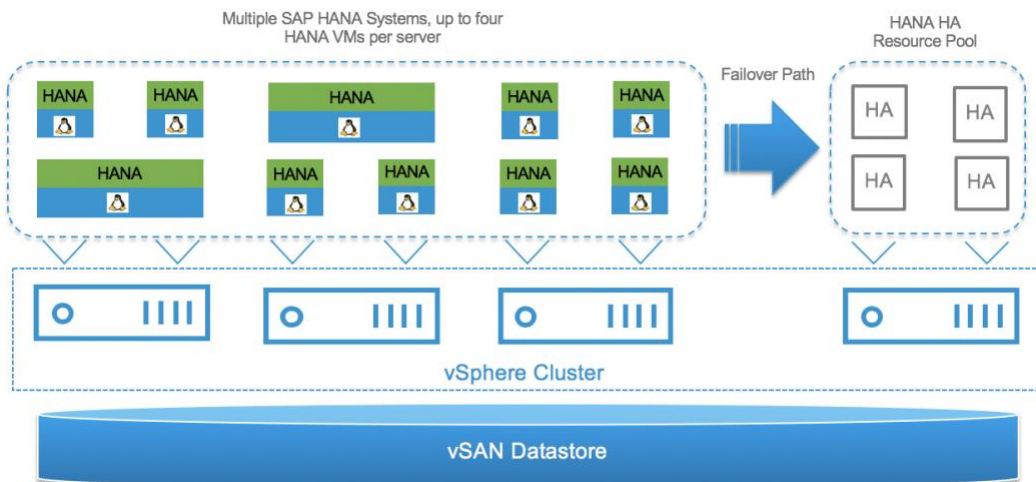 Multiple SAP HANA Systems, up to four
HANA VMs per server
HANA HA
Resource Pool
Failover Path
HANA
HANA
HANA
HANA
HANA
HANA
HANA
HANA
HANA
HANA
HA
HA
HA
HA
vSphere Cluster
vSAN Datastore